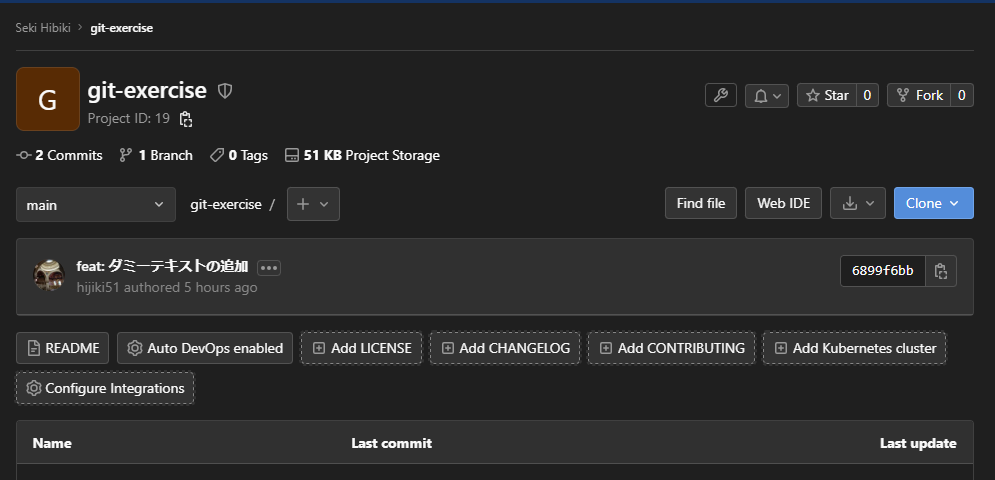 Seki Hibiki > git-exercise
G
git-exercise
Project ID: 19
Star 0 Fork 0
2 Commits 1 Branch 0 Tags 51 KB Project Storage
main git-exercise / + Find file Web IDE Clone
feat: ダミーテキストの追加 ...
hijiki51 authored 5 hours ago
6899f6bb
README Auto DevOps enabled Add LICENSE Add CHANGELOG Add CONTRIBUTING Add Kubernetes cluster
Configure Integrations
Name Last commit Last update